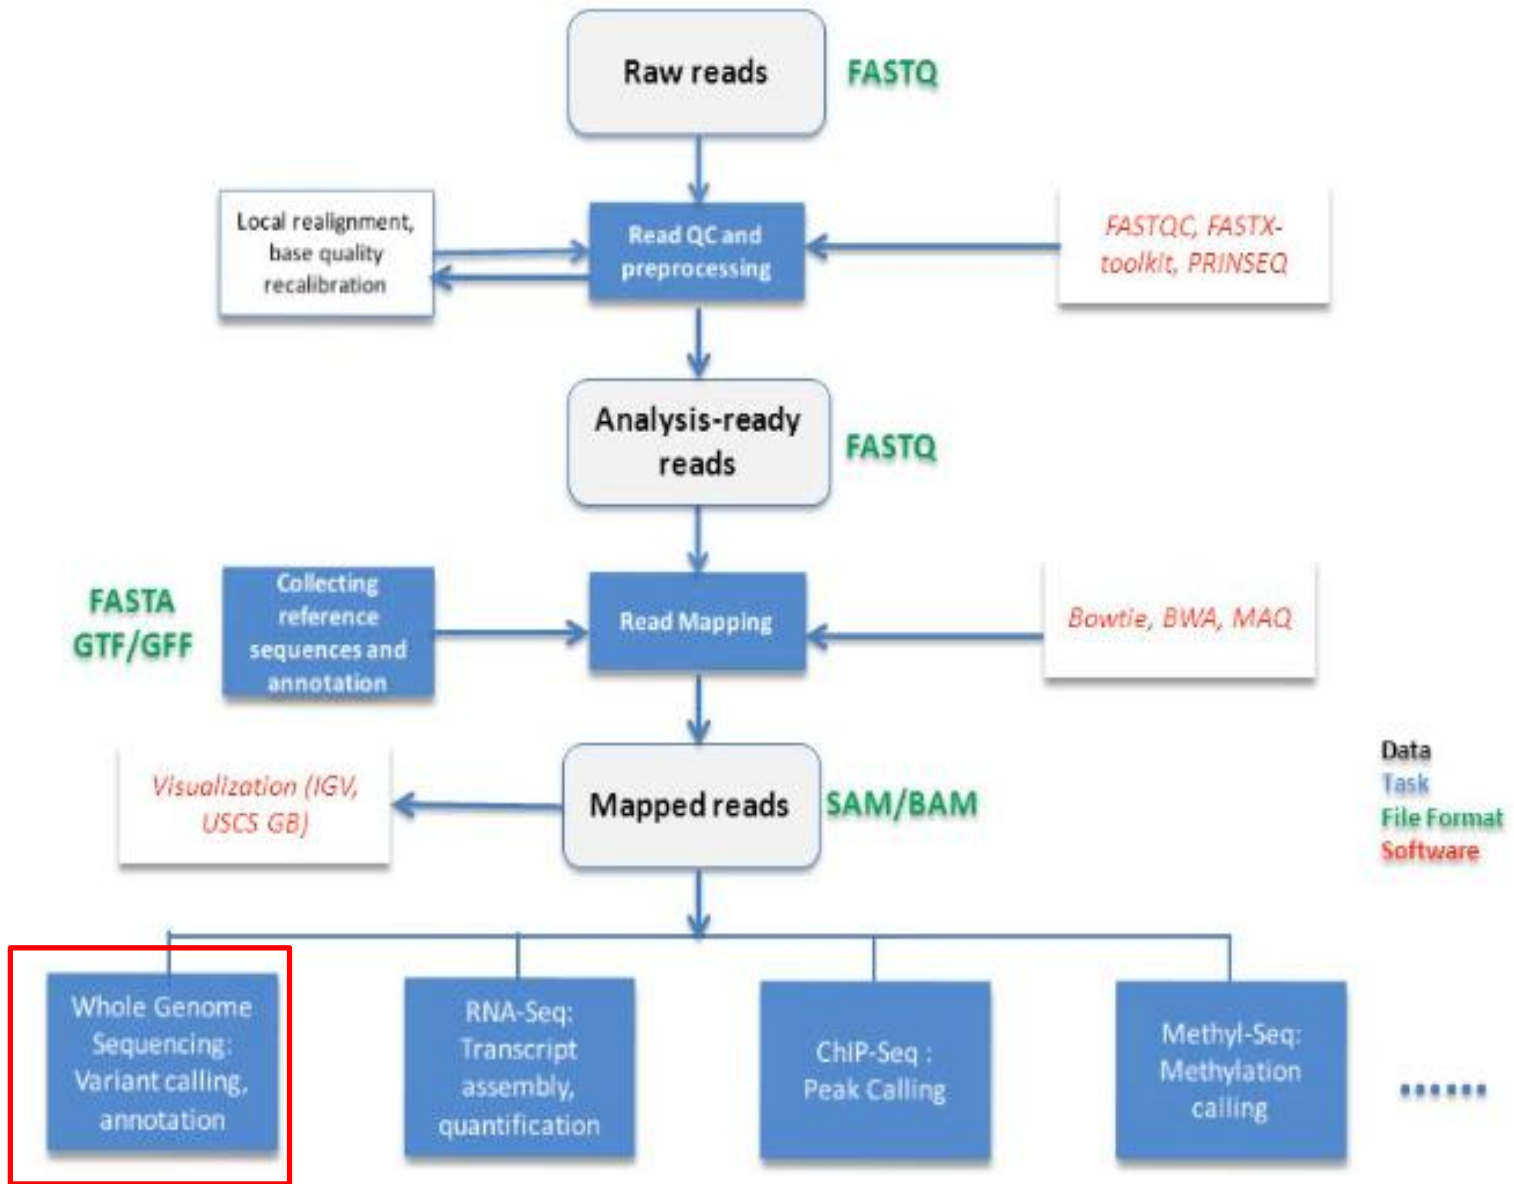 Raw reads
FASTQ
Local realignment,
base quality
recalibration
Read QC and
preprocessing
FASTQC, FASTX-
toolkit, PRINSEQ
Analysis-ready
reads
FASTQ
FASTA
GTF/GFF
Collecting
reference
sequences and
annotation
Read Mapping
Bowtie, BWA, MAQ
Visualization (IGV,
USCS GB)
Mapped reads
SAM/BAM
Data
Task
File Format
Software
Whole Genome
Sequencing:
Variant calling,
annotation
RNA-Seq:
Transcript
assembly,
quantification
ChIP-Seq :
Peak Calling
Methyl-Seq:
Methylation
calling
......